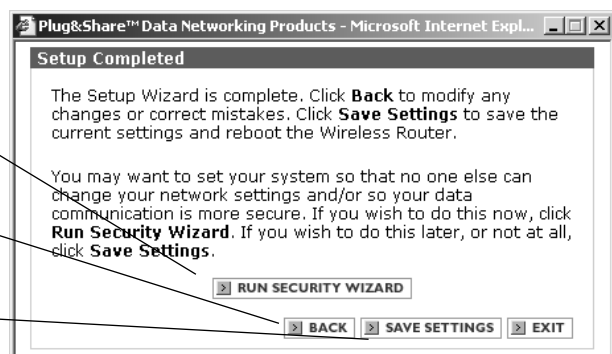 Plug&Share™ Data Networking Products - Microsoft Internet Expl...
Setup Completed
The Setup Wizard is complete. Click Back to modify any
changes or correct mistakes. Click Save Settings to save the
current settings and reboot the Wireless Router.
You may want to set your system so that no one else can
change your network settings and/or so your data
communication is more secure. If you wish to do this now, click
Run Security Wizard. If you wish to do this later, or not at all,
click Save Settings.
RUN SECURITY WIZARD
BACK SAVE SETTINGS EXIT